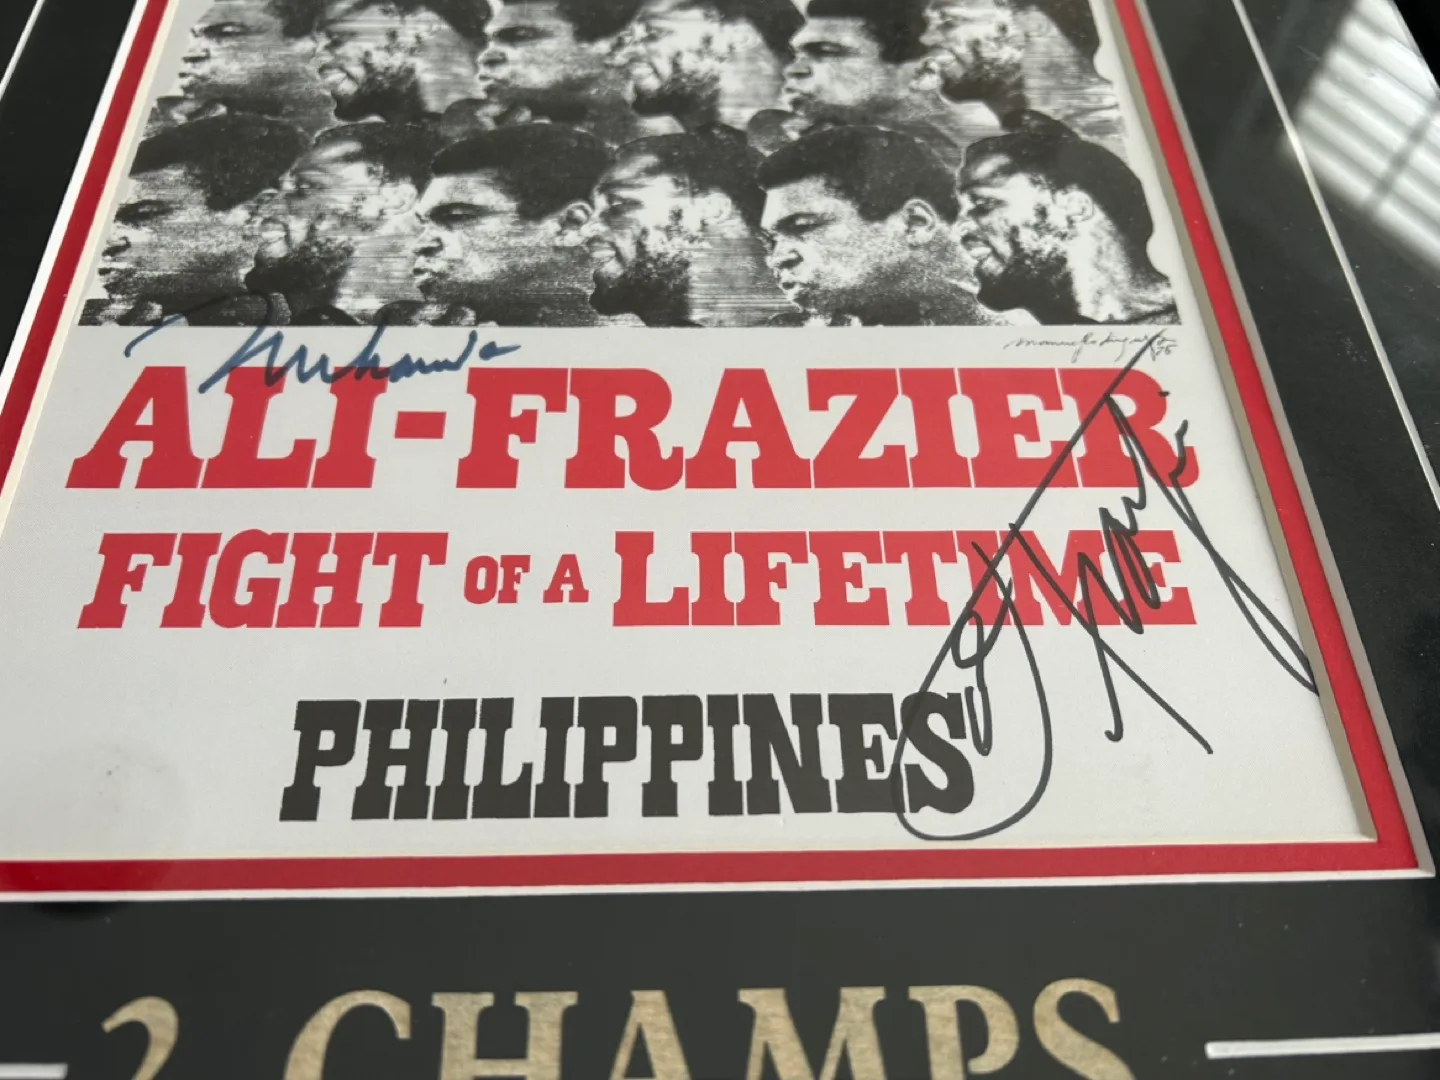 Muhammad
ALI-FRAZIER
FIGHT OF A LIFETIME
PHILIPPINES
2 CHAMPS